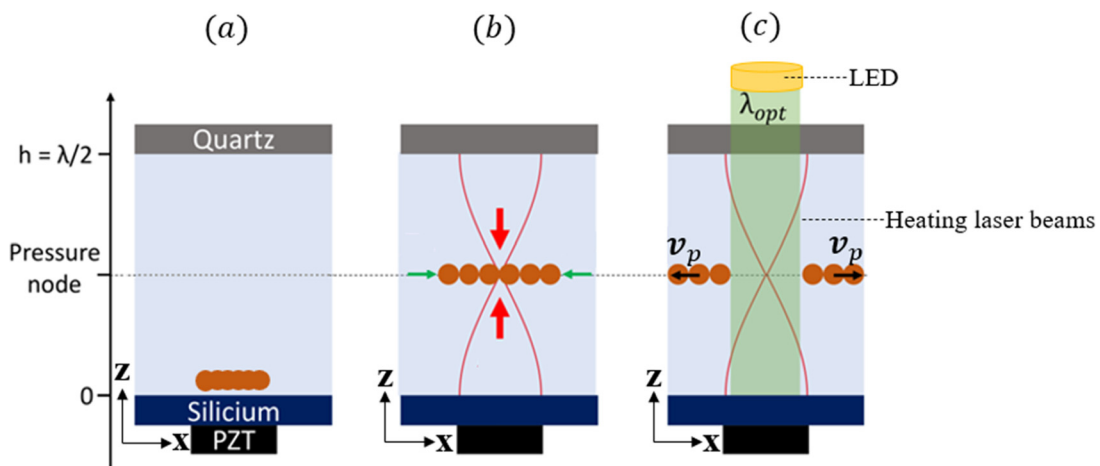 (a)
(b)
(c)
LED
λopt
Quartz
h = λ/2
Heating laser beams
Pressure
node
vp
vp
z
z
z
0
Silicium
x
PZT
x
x